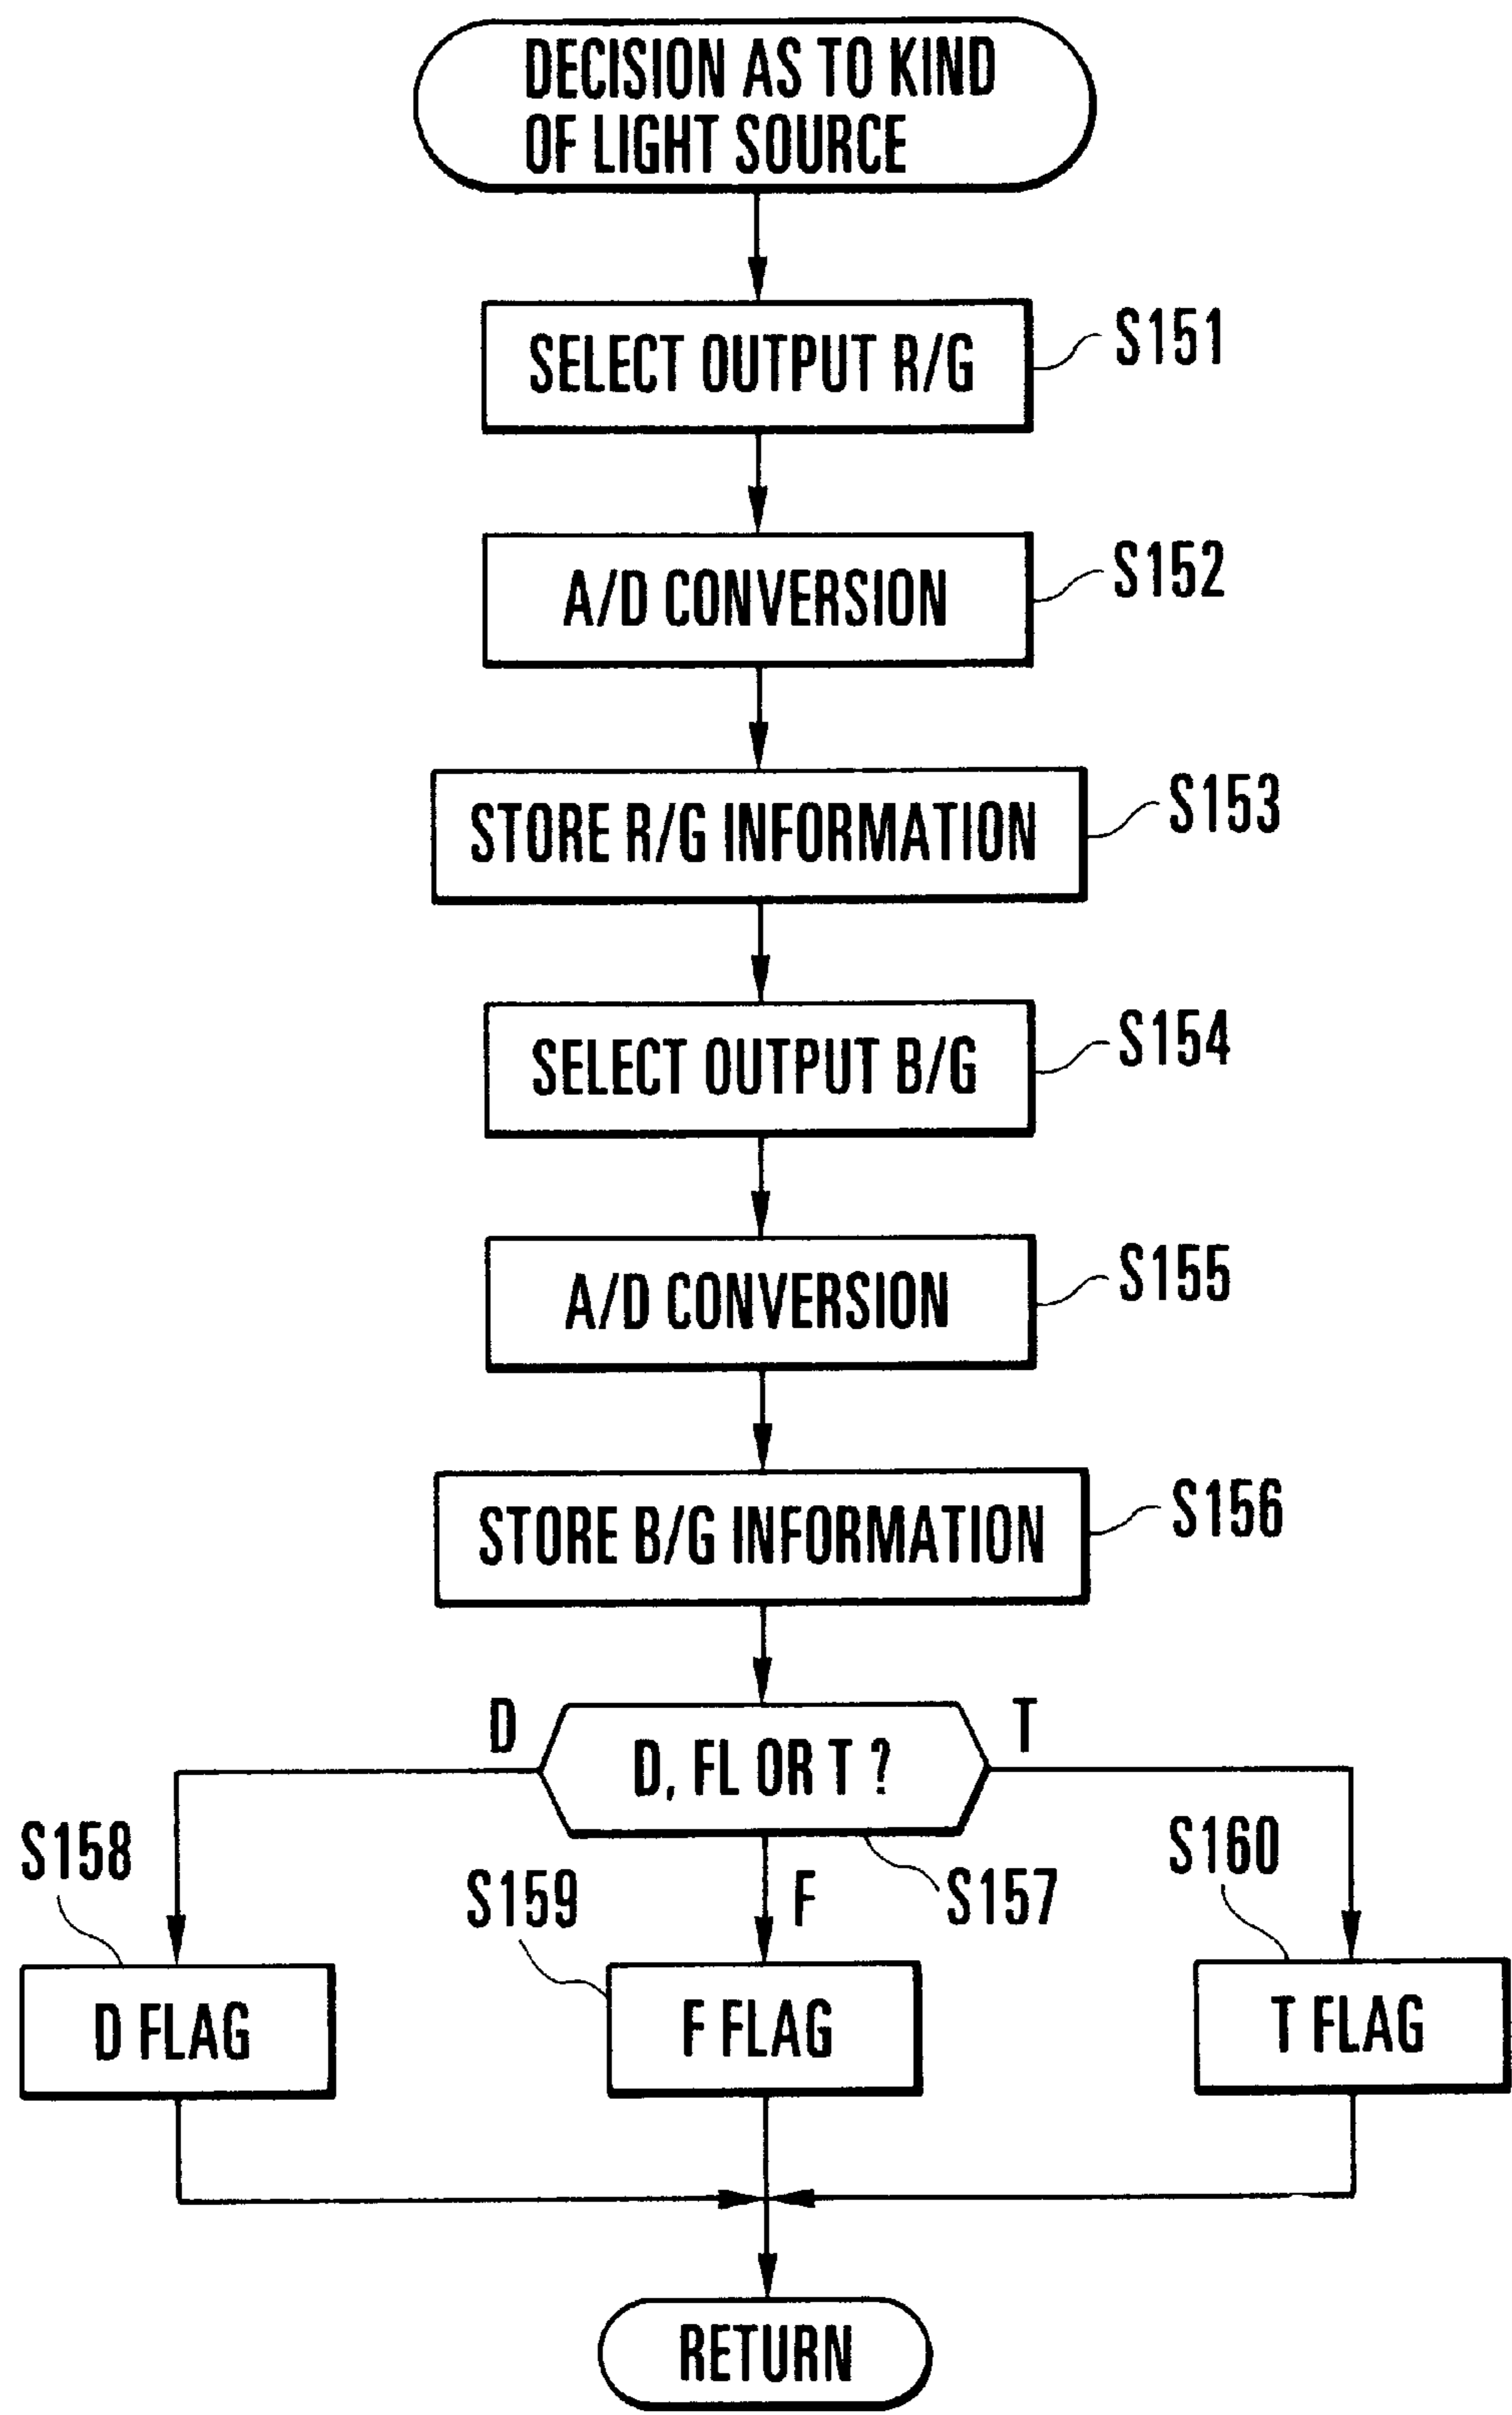 DECISION AS TO KIND
OF LIGHT SOURCE
SELECT OUTPUT R/G
S151
A/D CONVERSION
S152
STORE R/G INFORMATION
S153
SELECT OUTPUT B/G
S154
A/D CONVERSION
S155
STORE B/G INFORMATION
S156
D
D, FL OR T ?
T
S158
S159
F
S157
S160
D FLAG
F FLAG
T FLAG
RETURN